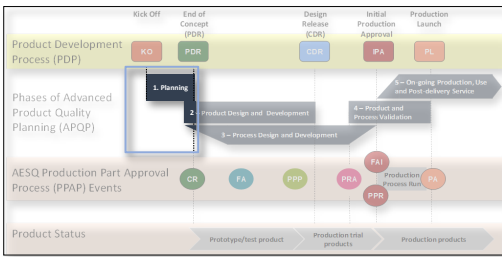 Kick Off
End of
Concept
(PDR)
Design
Release
(CDR)
Initial
Production
Approval
Production
Launch
Product Development
Process (PDP)
KO
PDR
CDR
IPA
PL
Phases of Advanced
Product Quality
Planning (APQP)
1. Planning
2 – Product Design and Development
3 – Process Design and Development
4 – Product and
Process Validation
5 – On-going Production, Use
and Post-delivery Service
AESQ Production Part Approval
Process (PPAP) Events
CR
FA
PPP
PRA
FAI
PPR
Production
Process Run
PA
Product Status
Prototype/test product
Production trial
products
Production products